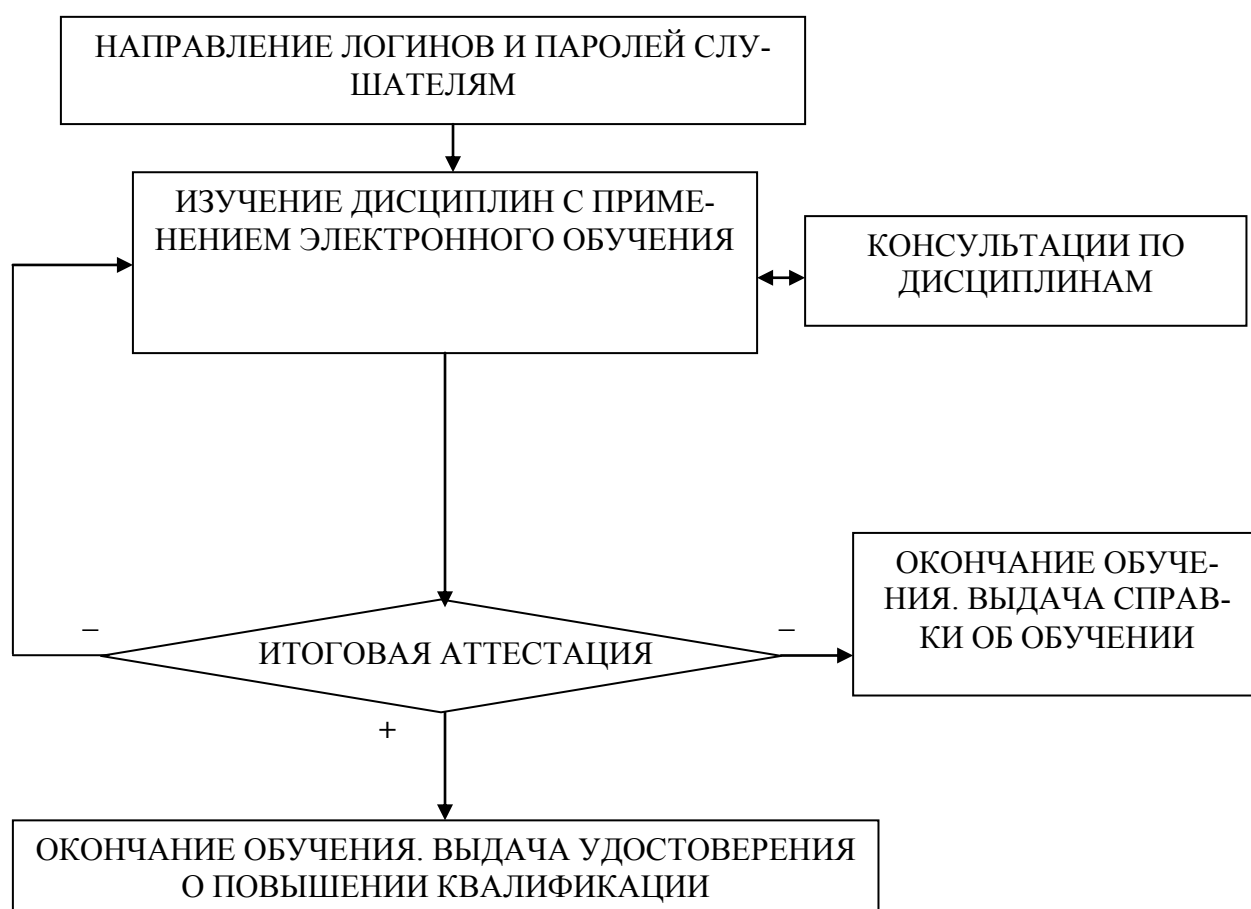 НАПРАВЛЕНИЕ ЛОГИНОВ И ПАРОЛЕЙ СЛУ-
ШАТЕЛЯМ
ИЗУЧЕНИЕ ДИСЦИПЛИН С ПРИМЕ-
НЕНИЕМ ЭЛЕКТРОННОГО ОБУЧЕНИЯ
КОНСУЛЬТАЦИИ ПО
ДИСЦИПЛИНАМ
ОКОНЧАНИЕ ОБУЧЕ-
НИЯ. ВЫДАЧА СПРАВ-
КИ ОБ ОБУЧЕНИИ
–
ИТОГОВАЯ АТТЕСТАЦИЯ
–
+
ОКОНЧАНИЕ ОБУЧЕНИЯ. ВЫДАЧА УДОСТОВЕРЕНИЯ
О ПОВЫШЕНИИ КВАЛИФИКАЦИИ